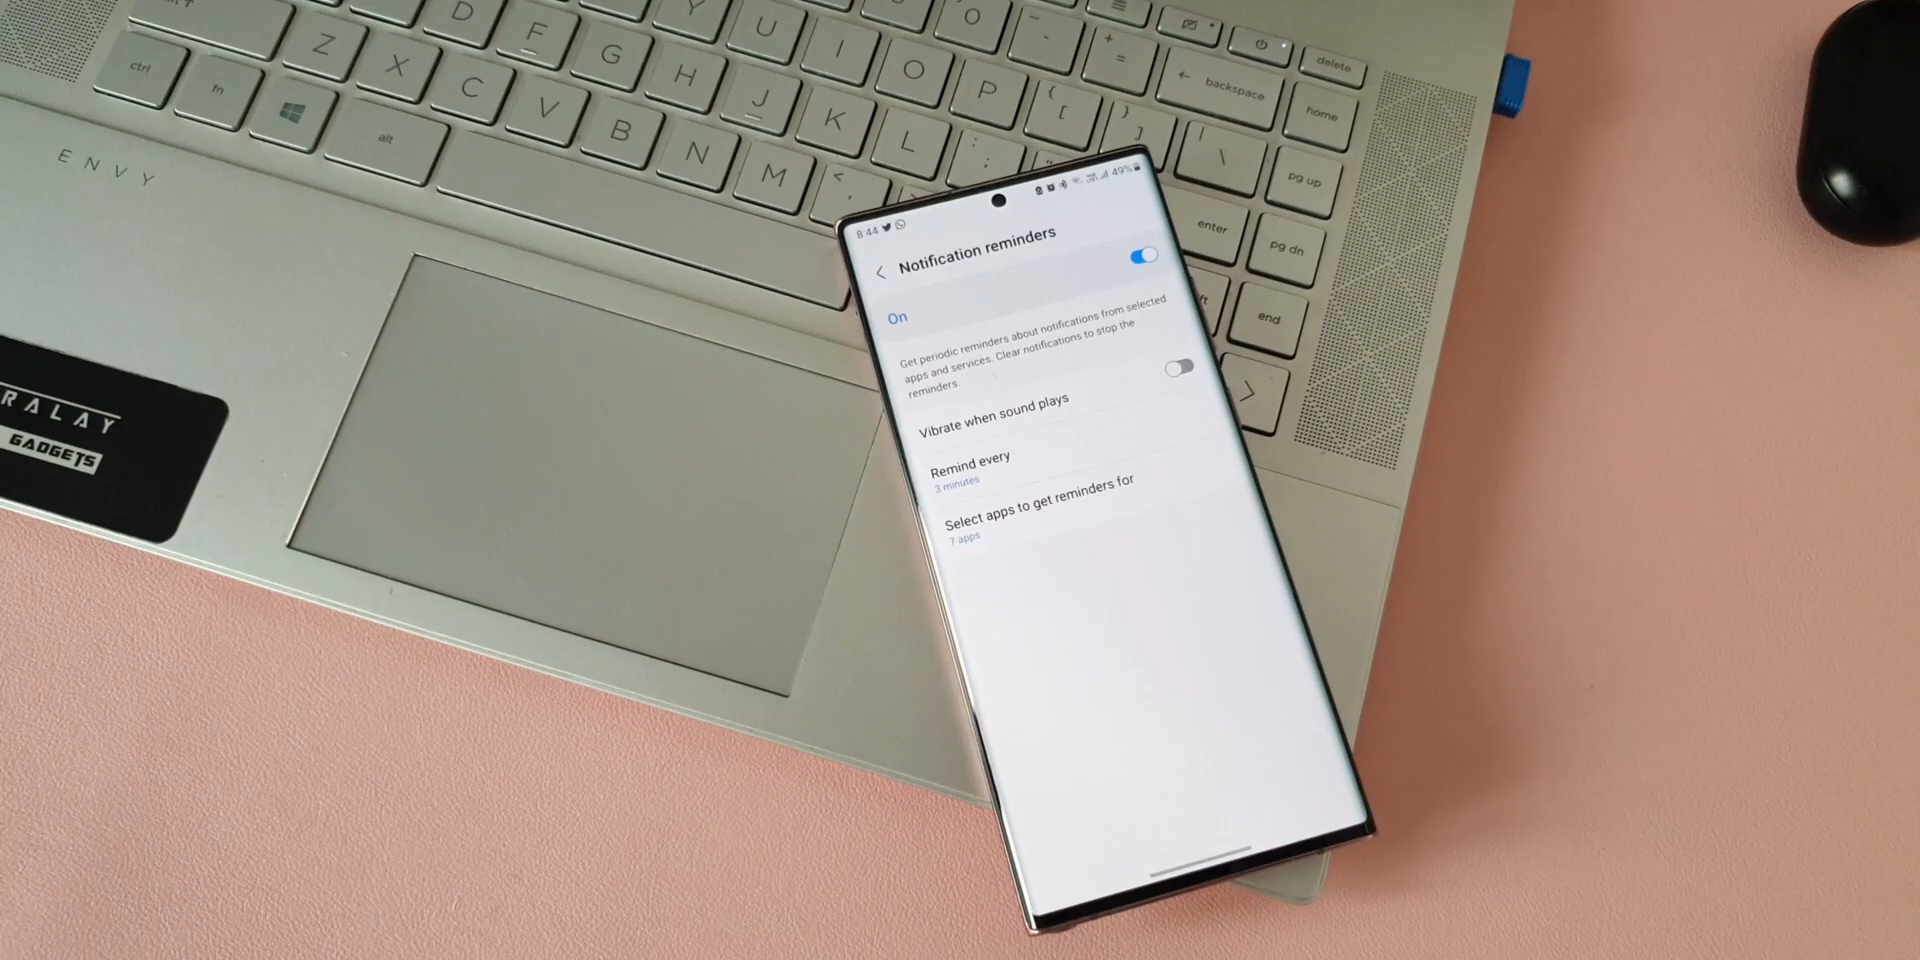 D Y U O _ -
F G H J I O P { [ + = ← backspace delete
ctrl fn Z X C V B N M K L : ; } ] | \ home
alt < , pg up
ENVY enter pg dn
end
>
RALAY
GADGETS
8:44 49%
Notification reminders
On
Get periodic reminders about notifications from selected
apps and services. Clear notifications to stop the
reminders.
Vibrate when sound plays
Remind every
3 minutes
Select apps to get reminders for
7 apps